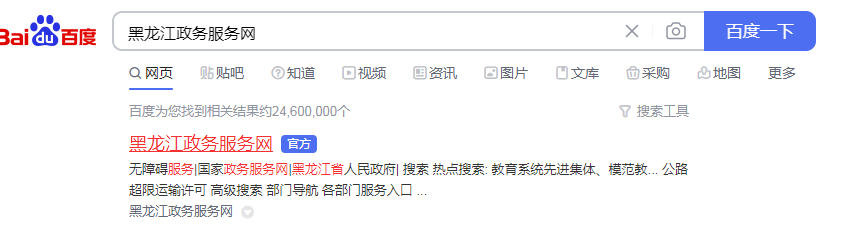 Bai du 百度 黑龙江政务服务网 百度一下
网页 贴贴吧 知道 视频 资讯 图片 文库 采购 地图 更多
百度为您找到相关结果约24,600,000个 搜索工具
黑龙江政务服务网 官方
无障碍服务|国家政务服务网|黑龙江省人民政府| 搜索 热点搜索: 教育系统先进集体、模范教... 公路
超限运输许可 高级搜索 部门导航 各部门服务入口 ...
黑龙江政务服务网